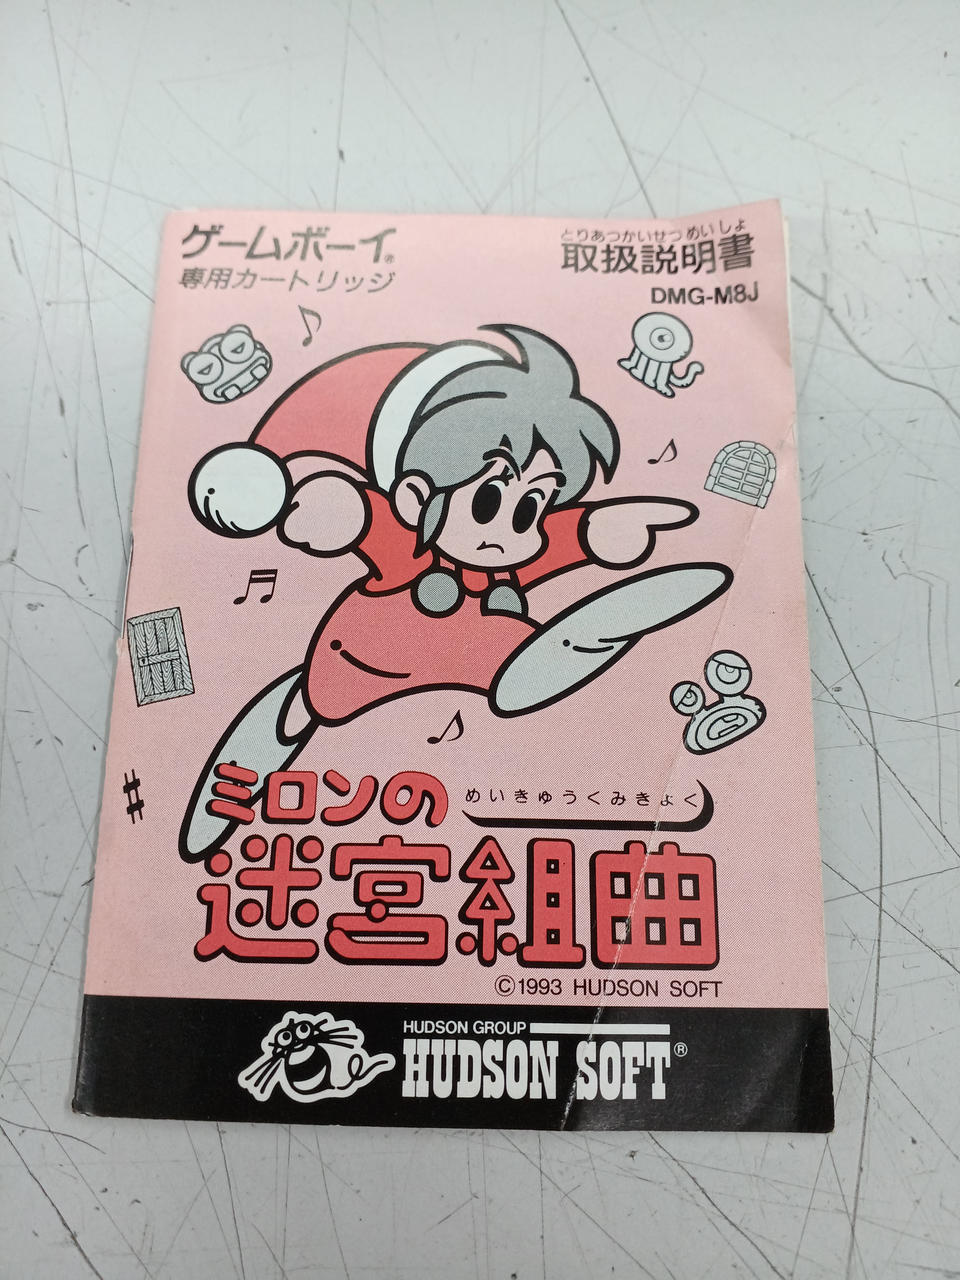 ゲームボーイ®
専用カートリッジ
とりあつかいせつめいしょ
取扱説明書
DMG-M8J
ミロンの
めいきゅうくみきょく
迷宮組曲
©1993 HUDSON SOFT
HUDSON GROUP
HUDSON SOFT®